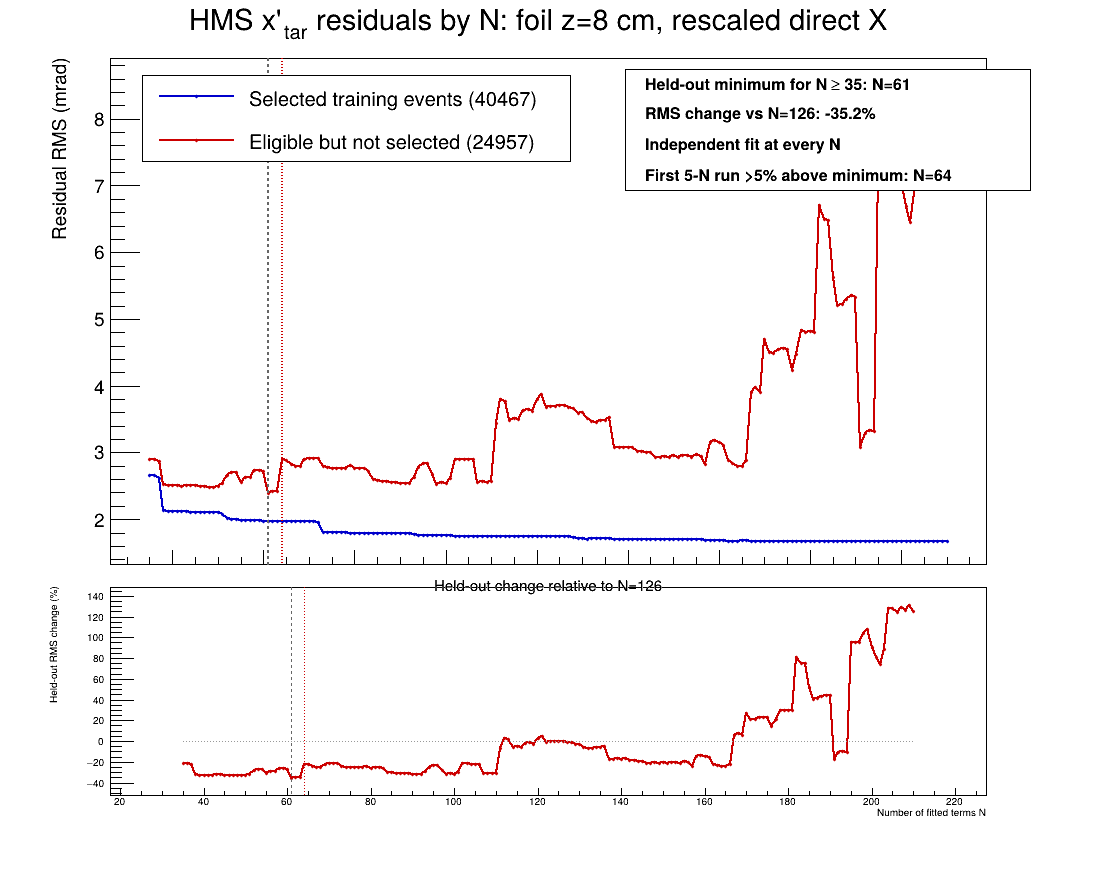 HMS x'tar residuals by N: foil z=8 cm, rescaled direct X
Residual RMS (mrad)
8
7
6
5
4
3
2
Selected training events (40467)
Eligible but not selected (24957)
Held-out minimum for N ≥ 35: N=61
RMS change vs N=126: -35.2%
Independent fit at every N
First 5-N run >5% above minimum: N=64
Held-out change relative to N=126
Held-out RMS change (%)
140
120
100
80
60
40
20
0
−20
−40
20 40 60 80 100 120 140 160 180 200 220
Number of fitted terms N